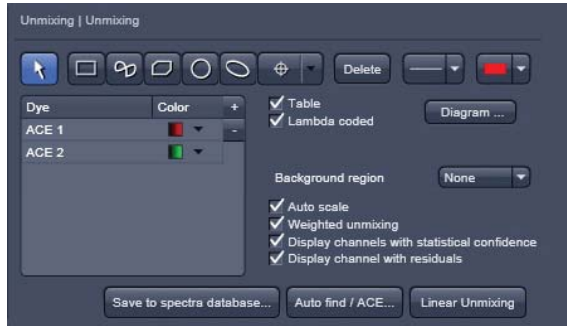 Unmixing | Unmixing
Delete
Dye Color + 
ACE 1 -
ACE 2
Table
Lambda coded
Diagram ...
Background region None
Auto scale
Weighted unmixing
Display channels with statistical confidence
Display channel with residuals
Save to spectra database... Auto find / ACE... Linear Unmixing